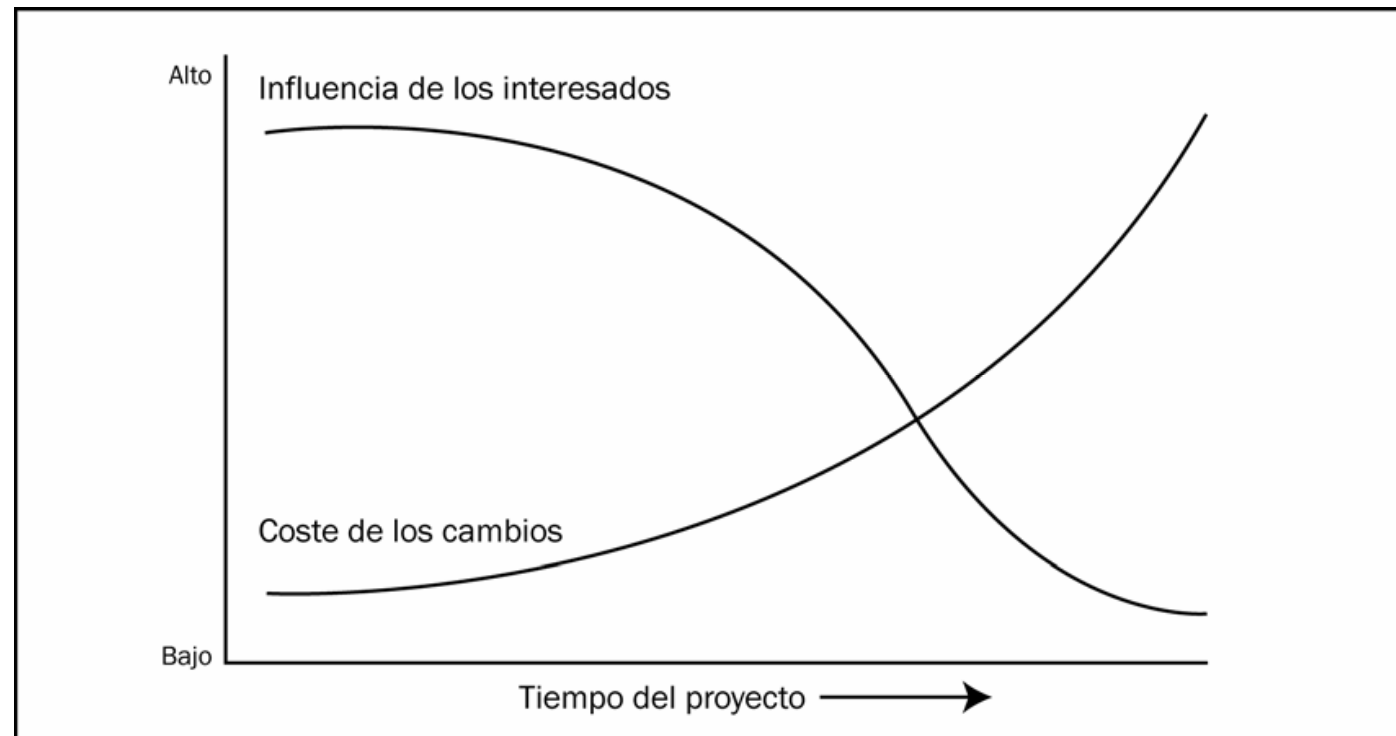 Alto
Influencia de los interesados
Coste de los cambios
Bajo
Tiempo del proyecto